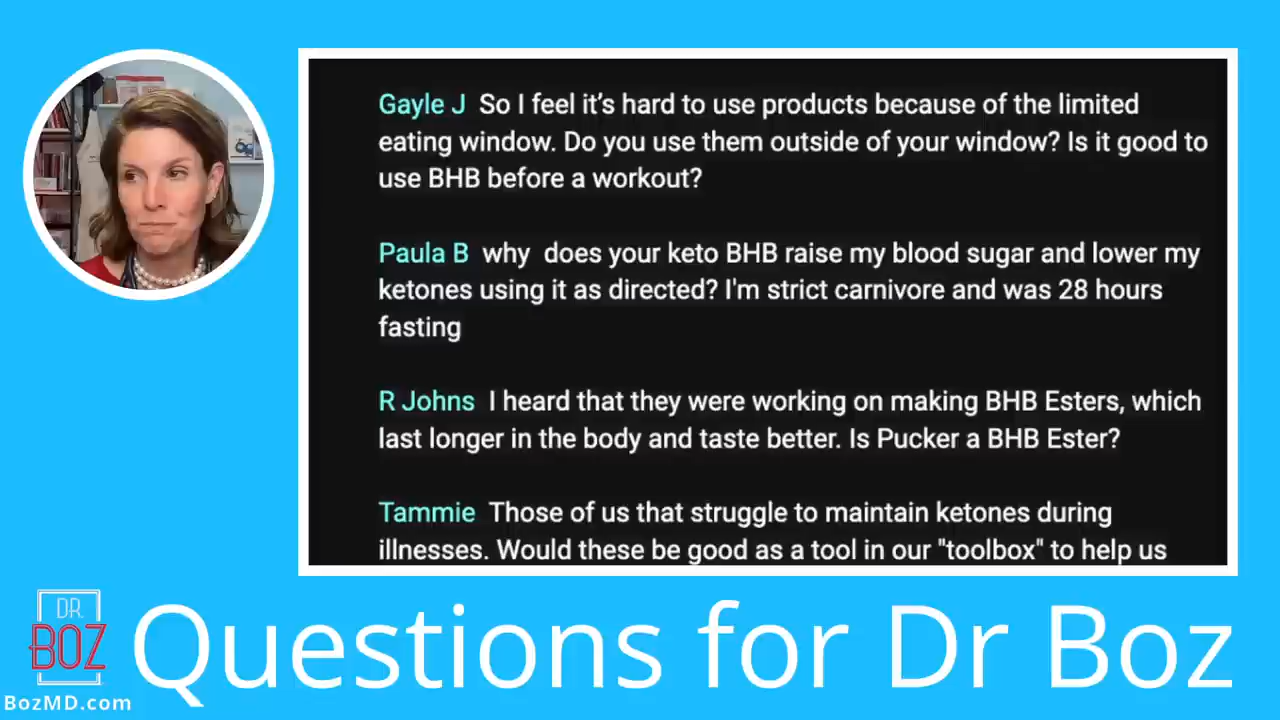 Gayle J So I feel it’s hard to use products because of the limited
eating window. Do you use them outside of your window? Is it good to
use BHB before a workout?
Paula B why does your keto BHB raise my blood sugar and lower my
ketones using it as directed? I'm strict carnivore and was 28 hours
fasting
R Johns I heard that they were working on making BHB Esters, which
last longer in the body and taste better. Is Pucker a BHB Ester?
Tammie Those of us that struggle to maintain ketones during
illnesses. Would these be good as a tool in our "toolbox" to help us
DR.
BOZ
BozMD.com
Questions for Dr Boz